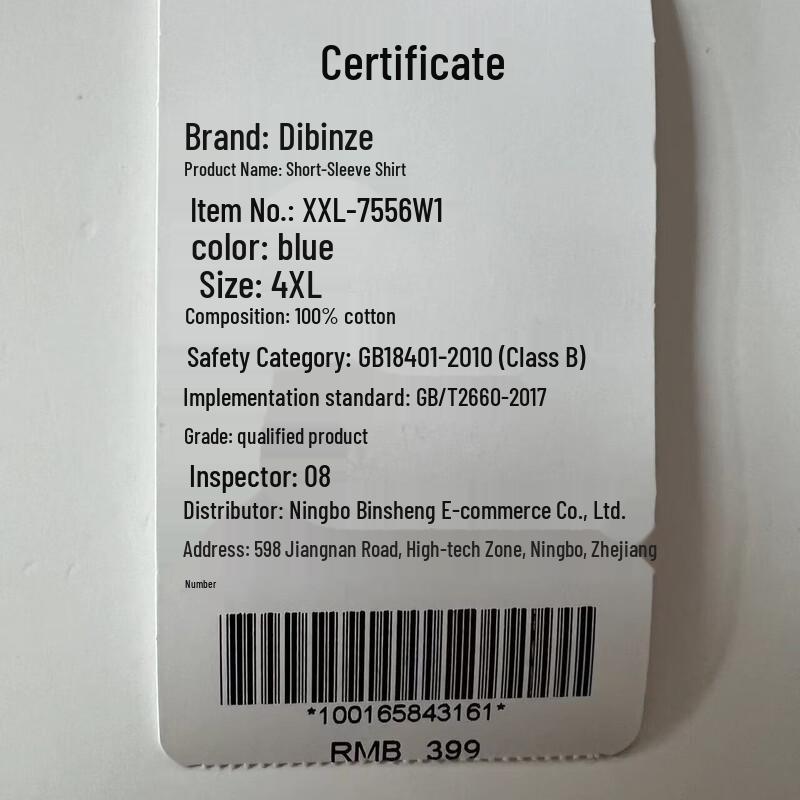 Certificate
Brand: Dibinze
Product Name: Short-Sleeve Shirt
Item No.: XXL-7556W1
color: blue
Size: 4XL
Composition: 100% cotton
Safety Category: GB18401-2010 (Class B)
Implementation standard: GB/T2660-2017
Grade: qualified product
Inspector: 08
Distributor: Ningbo Binsheng E-commerce Co., Ltd.
Address: 598 Jiangnan Road, High-tech Zone, Ningbo, Zhejiang
Number
*100165843161*
RMB 399